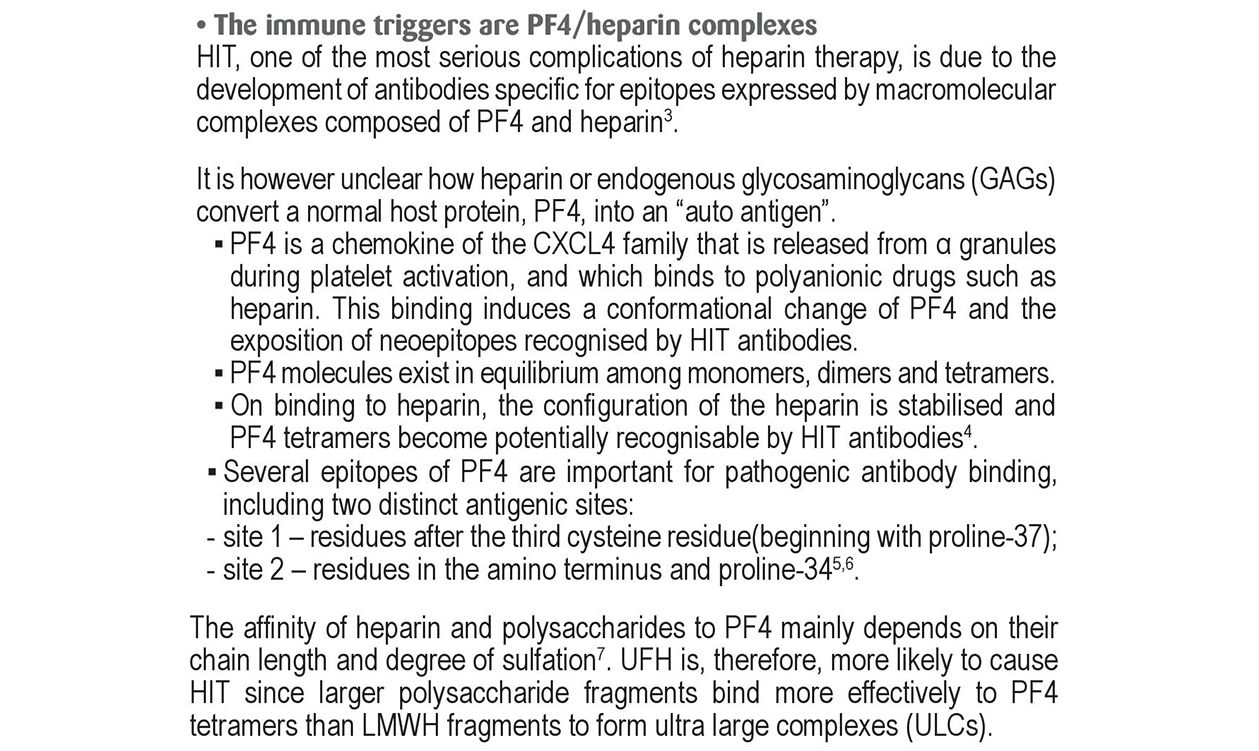 • The immune triggers are PF4/heparin complexes
HIT, one of the most serious complications of heparin therapy, is due to the
development of antibodies specific for epitopes expressed by macromolecular
complexes composed of PF4 and heparin³.
It is however unclear how heparin or endogenous glycosaminoglycans (GAGs)
convert a normal host protein, PF4, into an “auto antigen”.
▪ PF4 is a chemokine of the CXCL4 family that is released from α granules
during platelet activation, and which binds to polyanionic drugs such as
heparin. This binding induces a conformational change of PF4 and the
exposition of neoepitopes recognised by HIT antibodies.
▪ PF4 molecules exist in equilibrium among monomers, dimers and tetramers.
▪ On binding to heparin, the configuration of the heparin is stabilised and
PF4 tetramers become potentially recognisable by HIT antibodies⁴.
▪ Several epitopes of PF4 are important for pathogenic antibody binding,
including two distinct antigenic sites:
- site 1 – residues after the third cysteine residue(beginning with proline-37);
- site 2 – residues in the amino terminus and proline-34⁵,⁶.
The affinity of heparin and polysaccharides to PF4 mainly depends on their
chain length and degree of sulfation⁷. UFH is, therefore, more likely to cause
HIT since larger polysaccharide fragments bind more effectively to PF4
tetramers than LMWH fragments to form ultra large complexes (ULCs).